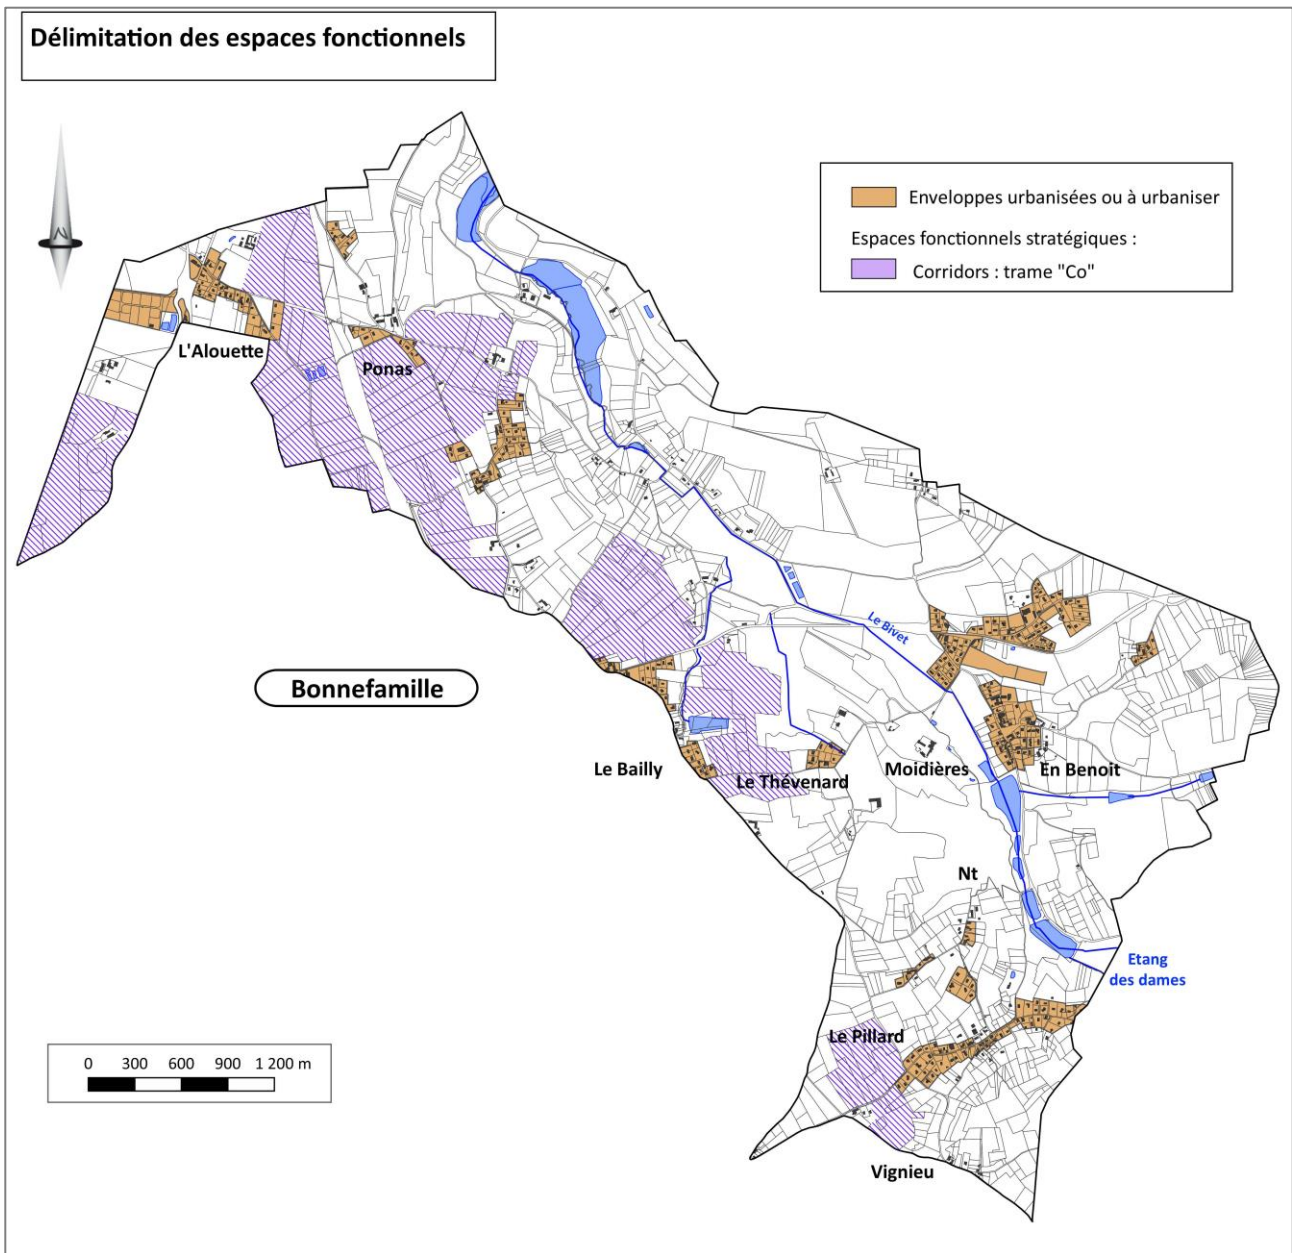 Délimitation des espaces fonctionnels
N
Enveloppes urbanisées ou à urbaniser
Espaces fonctionnels stratégiques :
Corridors : trame "Co"
L'Alouette
Ponas
Le Bivet
Bonnefamille
Le Bailly
Le Thévenard
Moidières
En Benoit
Nt
Etang
des dames
Le Pillard
0 300 600 900 1 200 m
Vignieu